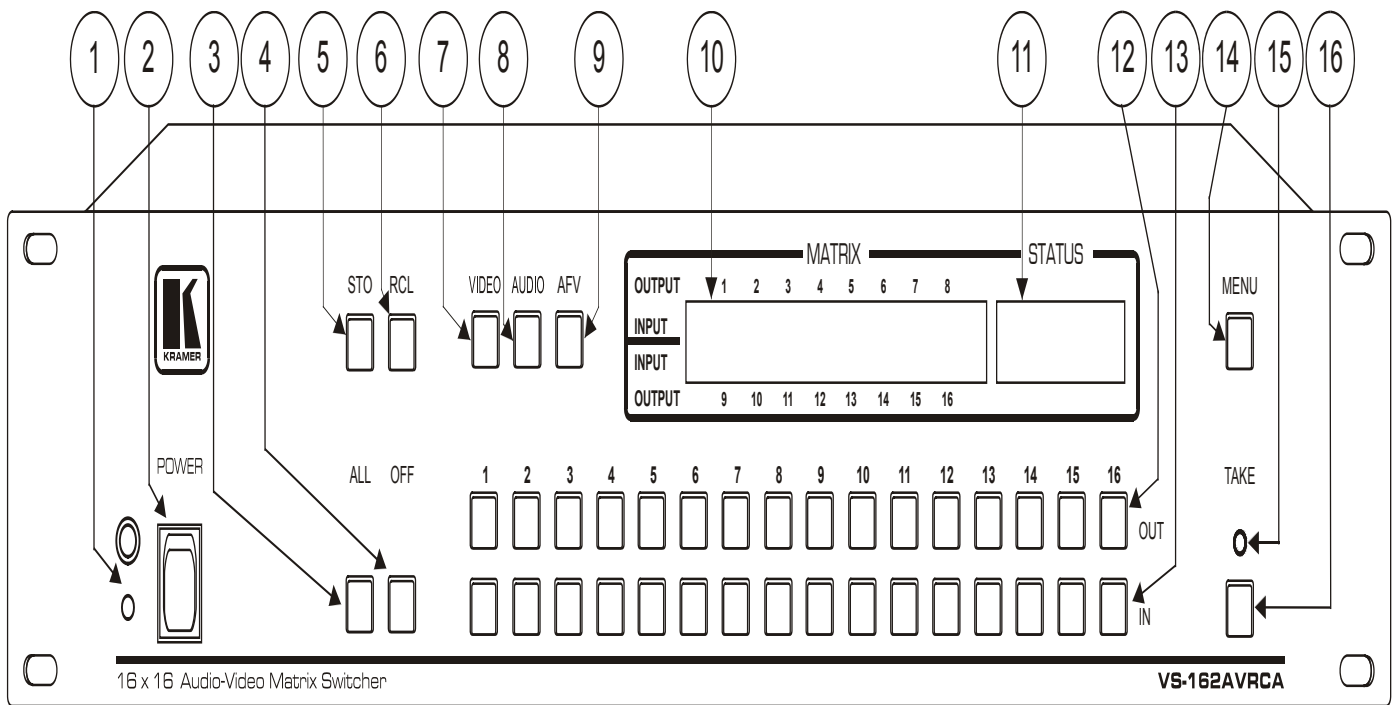 1 2 3 4 5 6 7 8 9 10 11 12 13 14 15 16
MATRIX STATUS
STO RCL VIDEO AUDIO AFV OUTPUT 1 2 3 4 5 6 7 8 MENU
INPUT
KRAMER
INPUT
OUTPUT 9 10 11 12 13 14 15 16
POWER ALL OFF 1 2 3 4 5 6 7 8 9 10 11 12 13 14 15 16 TAKE
OUT
IN
16 x 16 Audio-Video Matrix Switcher VS-162AVRCA